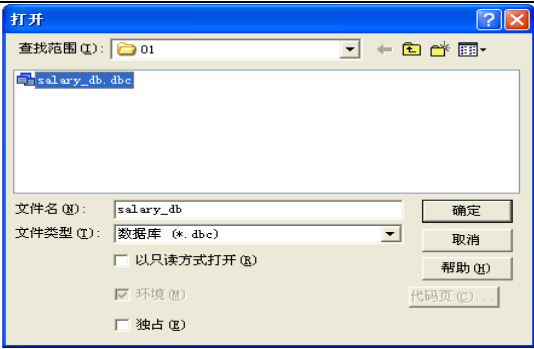 打开
查找范围(I): 01
salary_db.dbc
文件名(N): salary_db 确定
文件类型(T): 数据库 (*.dbc) 取消
以只读方式打开(R) 帮助(H)
环境(M) 代码页(C)...
独占(E)